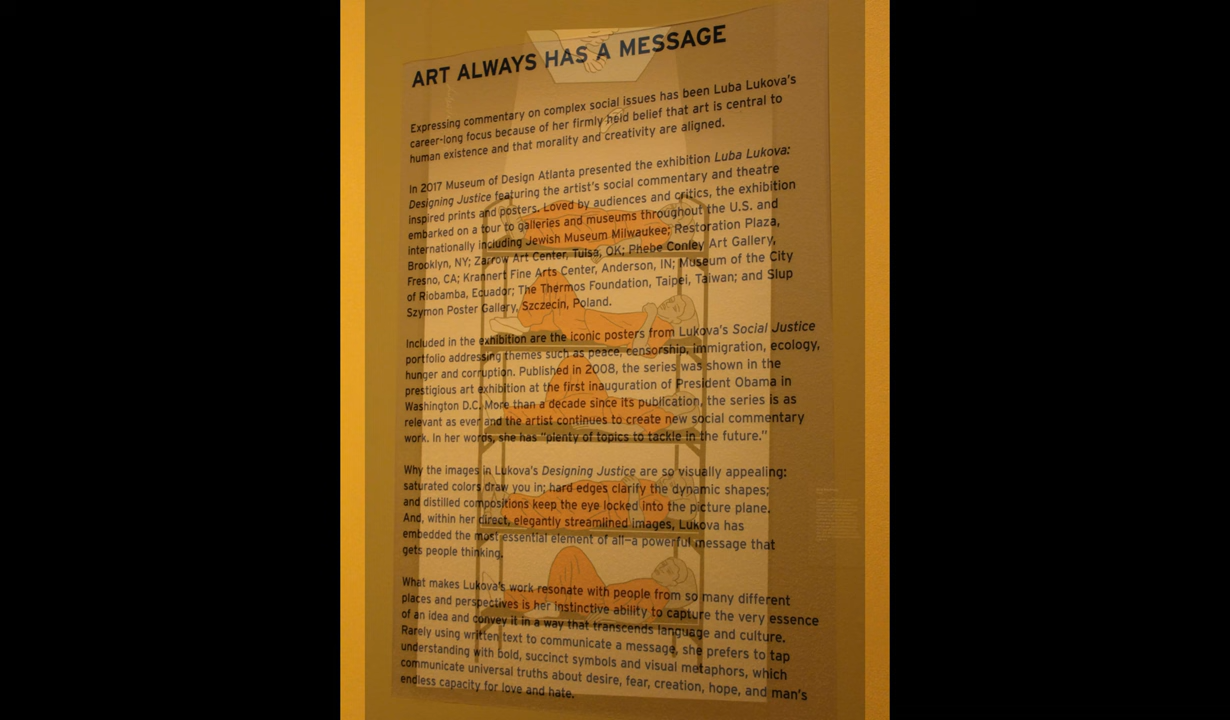 ART ALWAYS HAS A MESSAGE
Expressing commentary on complex social issues has been Luba Lukova's
career-long focus because of her firmly held belief that art is central to
human existence and that morality and creativity are aligned.
In 2017 Museum of Design Atlanta presented the exhibition Luba Lukova:
Designing Justice featuring the artist's social commentary and theatre
inspired prints and posters. Loved by audiences and critics, the exhibition
embarked on a tour to galleries and museums throughout the U.S. and
internationally including Jewish Museum Milwaukee; Restoration Plaza,
Brooklyn, NY; Zarrow Art Center, Tulsa, OK; Phebe Conley Art Gallery,
Fresno, CA; Krannert Fine Arts Center, Anderson, IN; Museum of the City
of Riobamba, Ecuador; The Thermos Foundation, Taipei, Taiwan; and Slup
Szymon Poster Gallery, Szczecin, Poland.
Included in the exhibition are the iconic posters from Lukova's Social Justice
portfolio addressing themes such as peace, censorship, immigration, ecology,
hunger and corruption. Published in 2008, the series was shown in the
prestigious art exhibition at the first inauguration of President Obama in
Washington D.C. More than a decade since its publication, the series is as
relevant as ever and the artist continues to create new social commentary
work. In her words, she has "plenty of topics to tackle in the future."
Why the images in Lukova's Designing Justice are so visually appealing:
saturated colors draw you in; hard edges clarify the dynamic shapes;
and distilled compositions keep the eye locked into the picture plane.
And, within her direct, elegantly streamlined images, Lukova has
embedded the most essential element of all—a powerful message that
gets people thinking.
What makes Lukova's work resonate with people from so many different
places and perspectives is her instinctive ability to capture the very essence
of an idea and convey it in a way that transcends language and culture.
Rarely using written text to communicate a message, she prefers to tap
understanding with bold, succinct symbols and visual metaphors, which
communicate universal truths about desire, fear, creation, hope, and man's
endless capacity for love and hate.